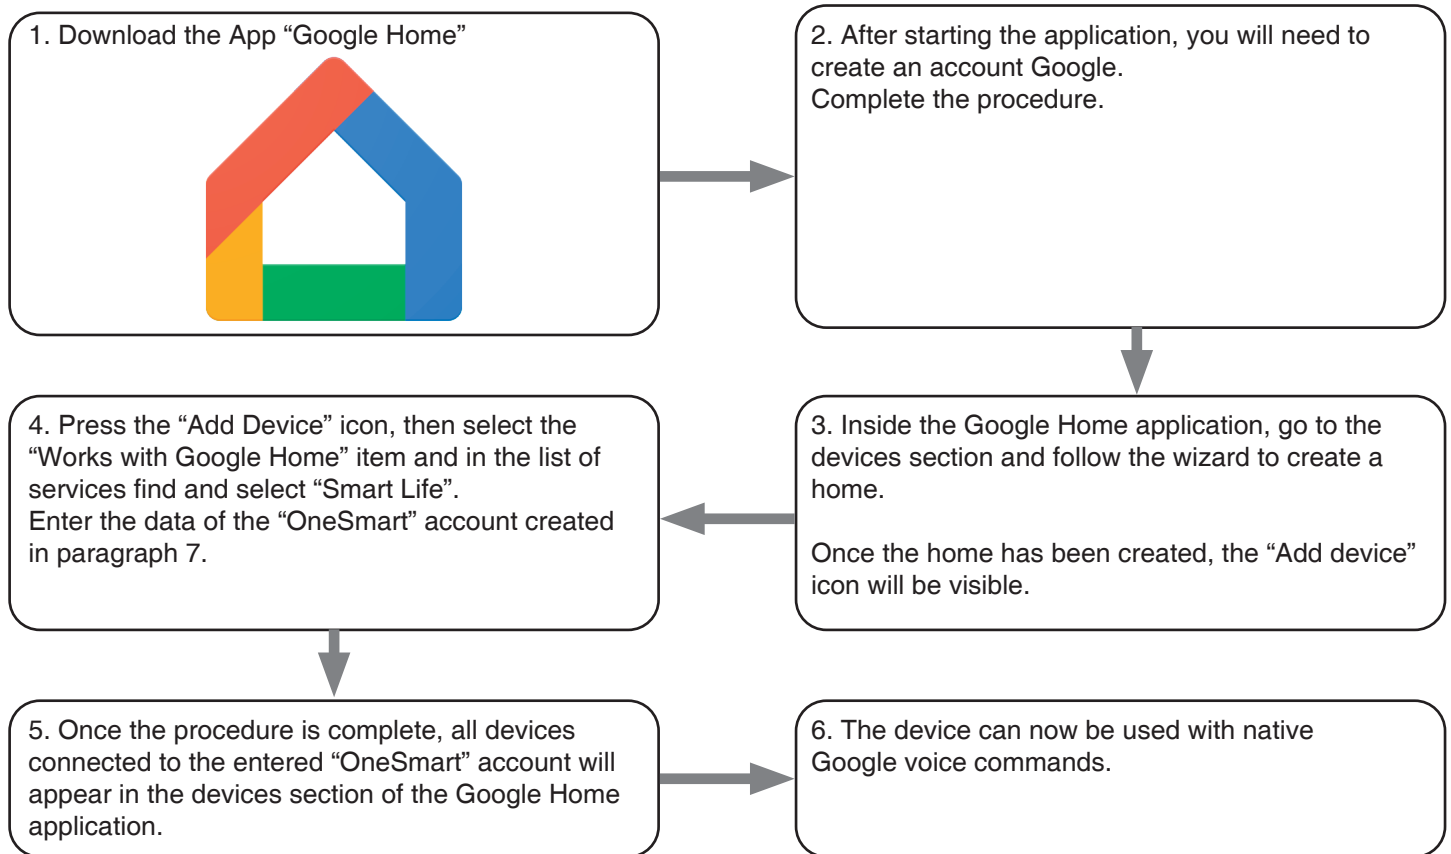 1. Download the App “Google Home”
2. After starting the application, you will need to
create an account Google.
Complete the procedure.
3. Inside the Google Home application, go to the
devices section and follow the wizard to create a
home.
Once the home has been created, the “Add device”
icon will be visible.
4. Press the “Add Device” icon, then select the
“Works with Google Home” item and in the list of
services find and select “Smart Life”.
Enter the data of the “OneSmart” account created
in paragraph 7.
5. Once the procedure is complete, all devices
connected to the entered “OneSmart” account will
appear in the devices section of the Google Home
application.
6. The device can now be used with native
Google voice commands.